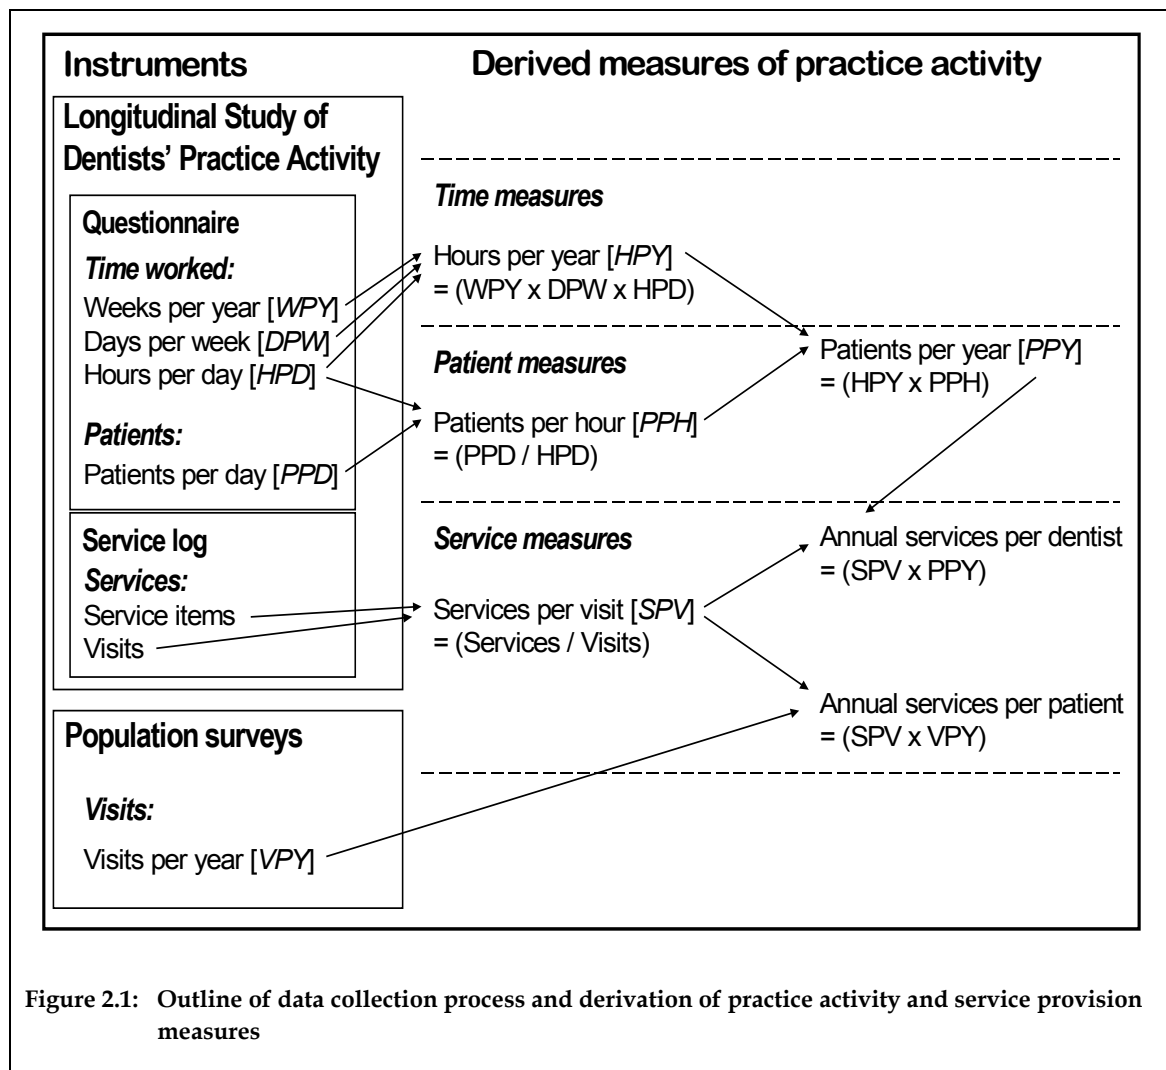 Instruments
Derived measures of practice activity
Longitudinal Study of
Dentists' Practice Activity
Questionnaire
Time worked:
Weeks per year [WPY]
Days per week [DPW]
Hours per day [HPD]
Patients:
Patients per day [PPD]
Service log
Services:
Service items
Visits
Population surveys
Visits:
Visits per year [VPY]
Time measures
Hours per year [HPY]
= (WPY x DPW x HPD)
Patient measures
Patients per hour [PPH]
= (PPD / HPD)
Patients per year [PPY]
= (HPY x PPH)
Service measures
Services per visit [SPV]
= (Services / Visits)
Annual services per dentist
= (SPV x PPY)
Annual services per patient
= (SPV x VPY)
Figure 2.1: Outline of data collection process and derivation of practice activity and service provision
measures